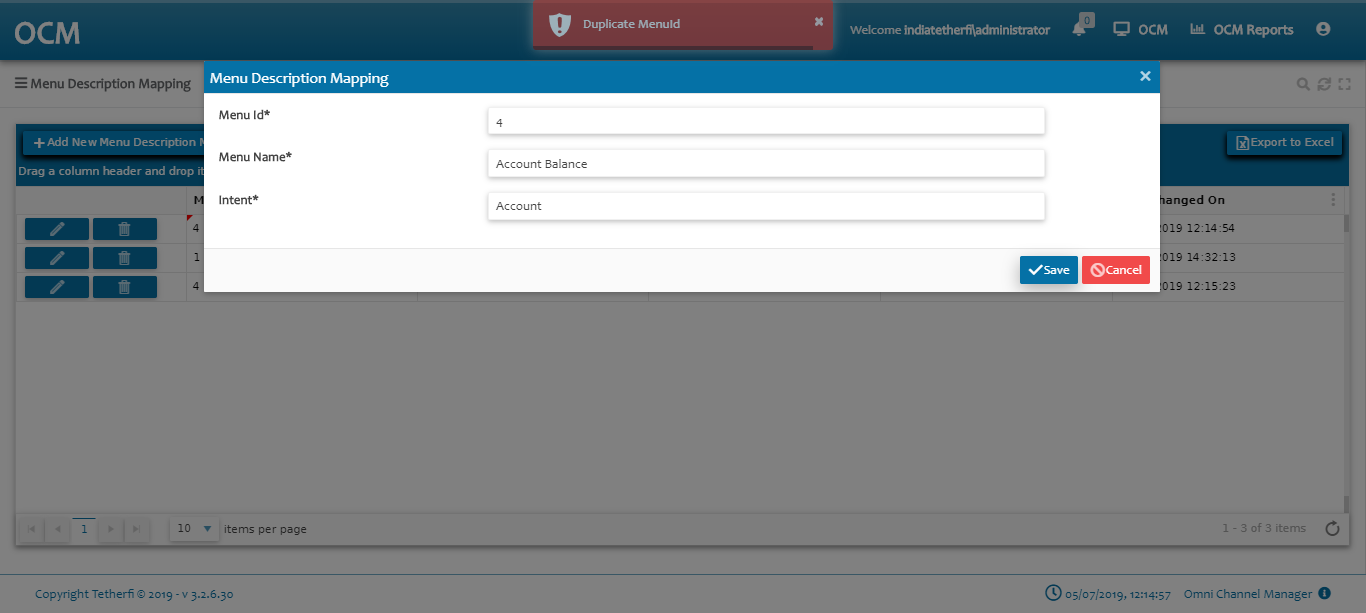 OCM
Duplicate MenuId
Welcome indiatetherfi\administrator
0
OCM
OCM Reports
Menu Description Mapping
Menu Description Mapping
Menu Id*
4
Menu Name*
Account Balance
Intent*
Account
Save
Cancel
Add New Menu Description
Export to Excel
Drag a column header and drop it
hanged On
4
2019 12:14:54
1
2019 14:32:13
4
2019 12:15:23
1
10
items per page
1 - 3 of 3 items
Copyright Tetherfi © 2019 - v 3.2.6.30
05/07/2019, 12:14:57
Omni Channel Manager